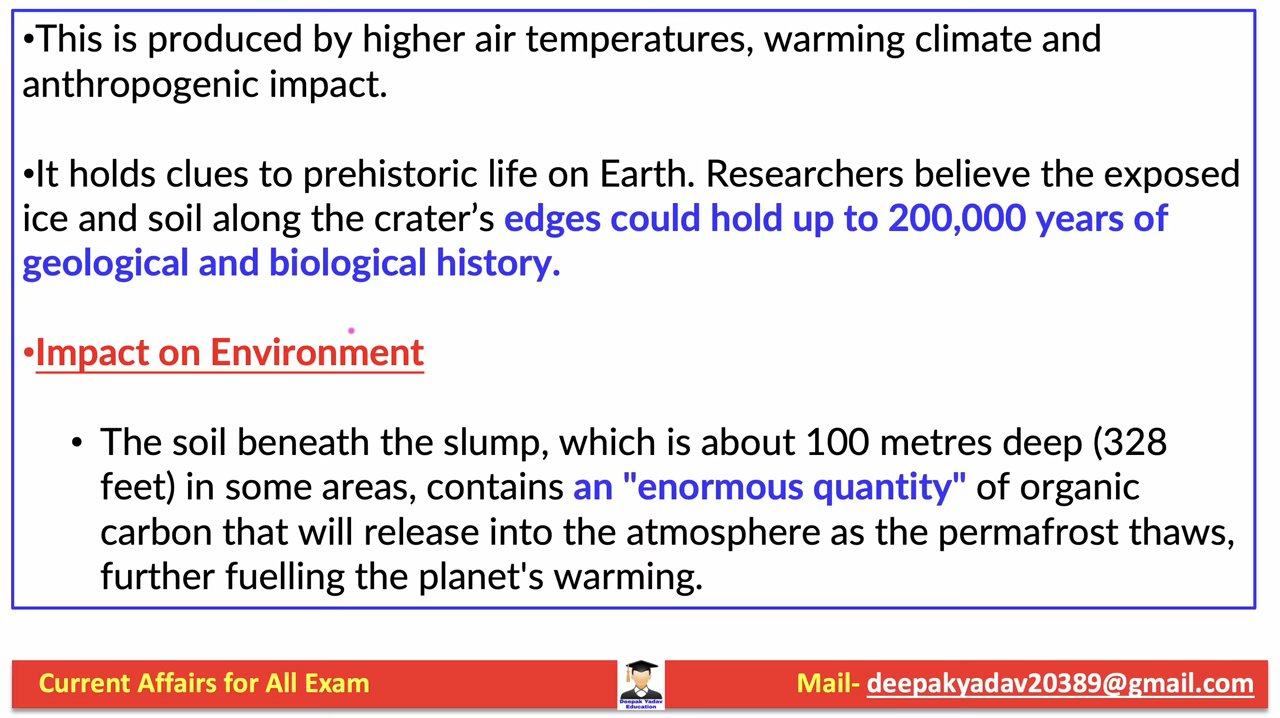 •This is produced by higher air temperatures, warming climate and
anthropogenic impact.
•It holds clues to prehistoric life on Earth. Researchers believe the exposed
ice and soil along the crater’s edges could hold up to 200,000 years of
geological and biological history.
•Impact on Environment
• The soil beneath the slump, which is about 100 metres deep (328
feet) in some areas, contains an "enormous quantity" of organic
carbon that will release into the atmosphere as the permafrost thaws,
further fuelling the planet's warming.
Current Affairs for All Exam
Deepak Yadav
Education
Mail- deepakyadav20389@gmail.com